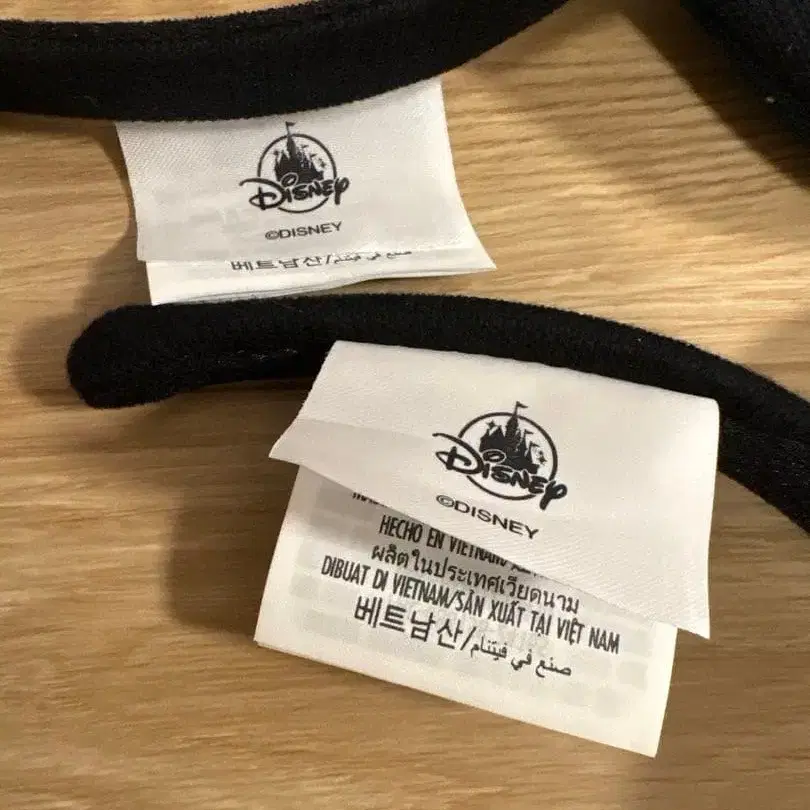 Disney
©DISNEY
베트남산/صنع في فيتنام
Disney
©DISNEY
HECHO EN VIETNAM
ผลิตในประเทศเวียดนาม
DIBUAT DI VIETNAM/SẢN XUẤT TẠI VIỆT NAM
베트남산/صنع في فيتنام